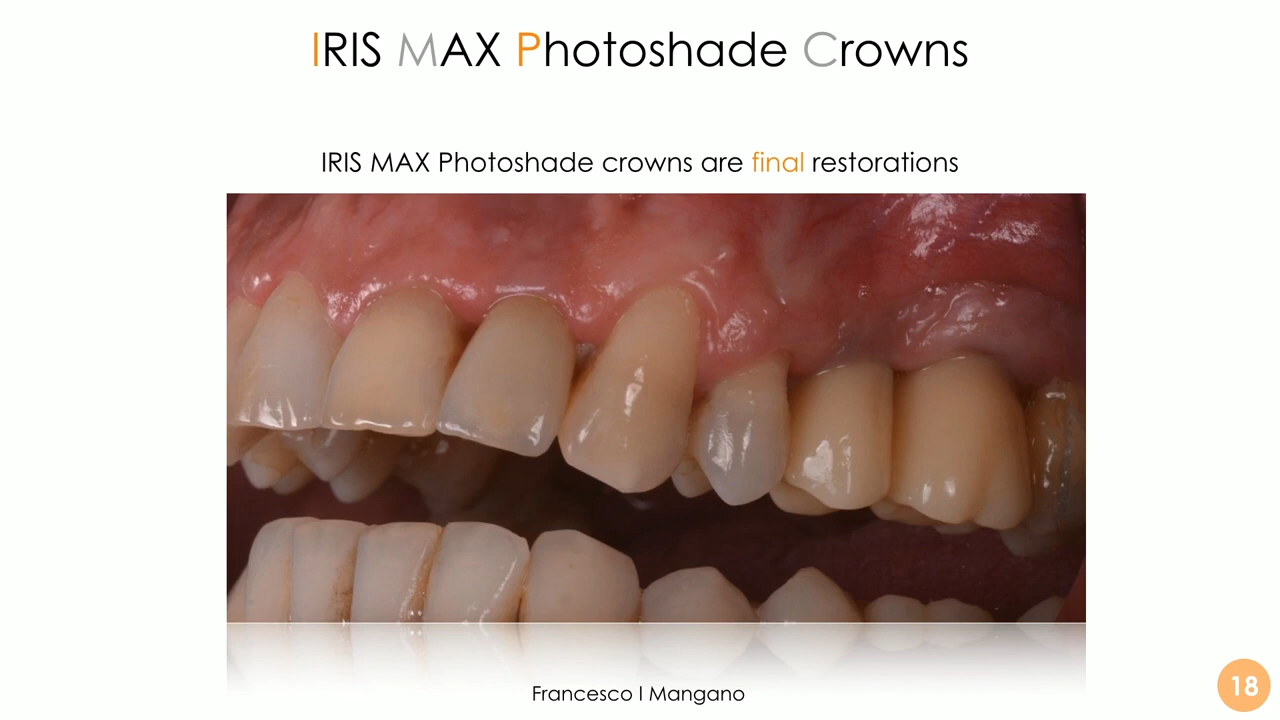 IRIS MAX Photoshade Crowns
IRIS MAX Photoshade crowns are final restorations
Francesco I Mangano
18